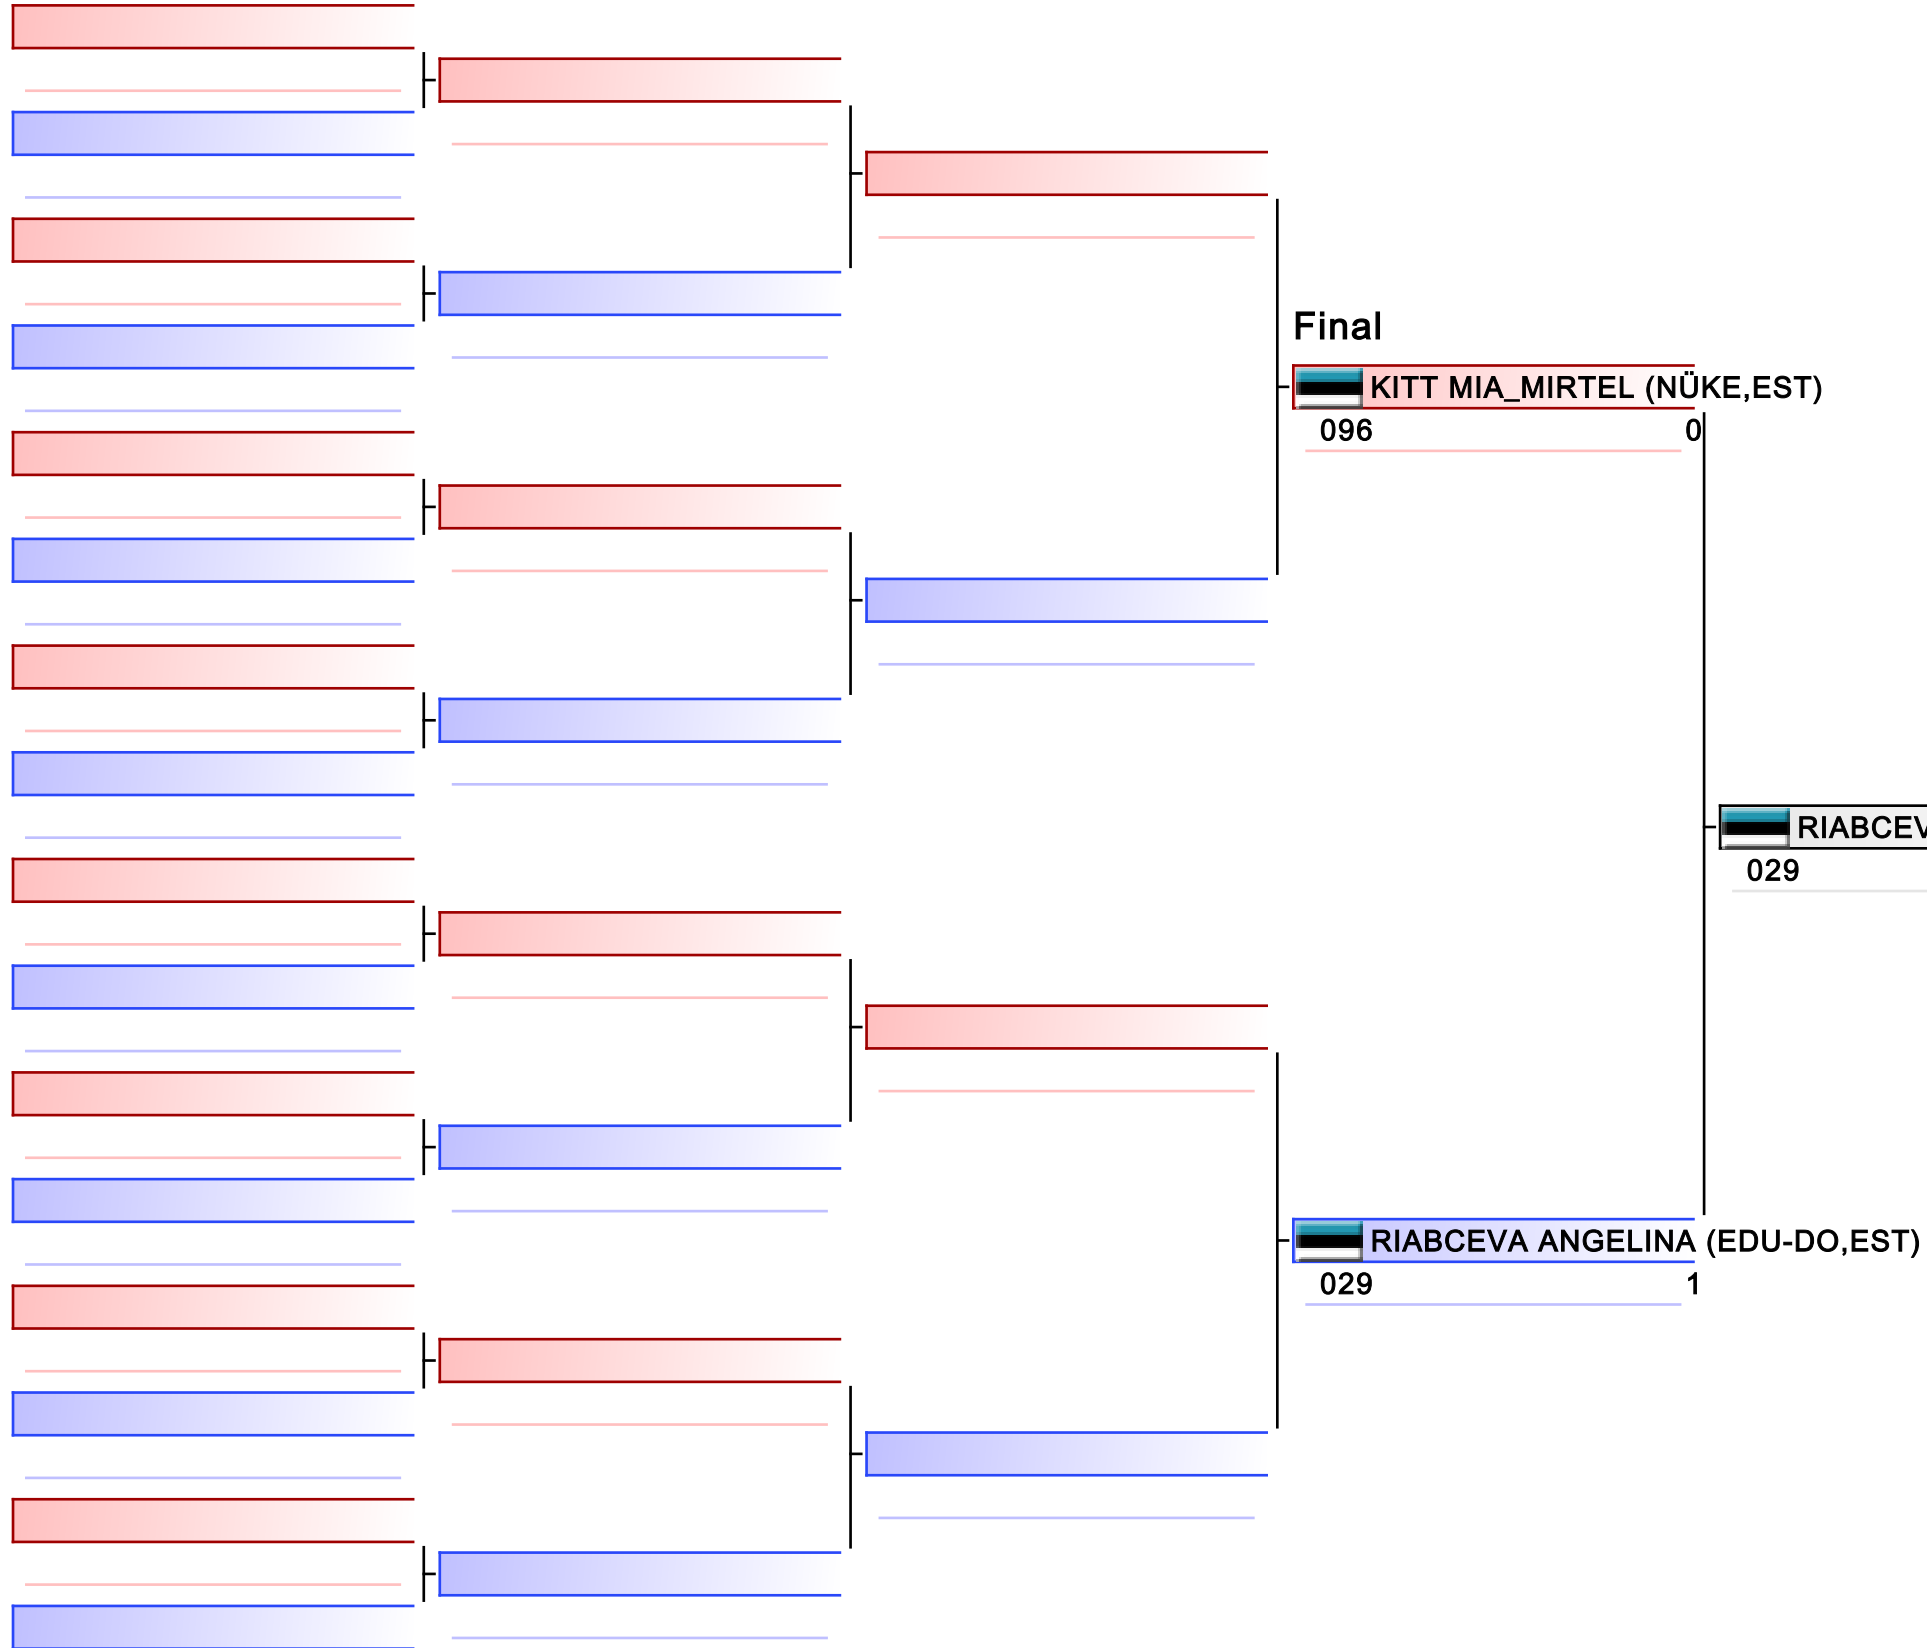 Final
KITT MIA_MIRTEL (NÜKE,EST)
096 0
RIABCEV
029
RIABCEVA ANGELINA (EDU-DO,EST)
029 1